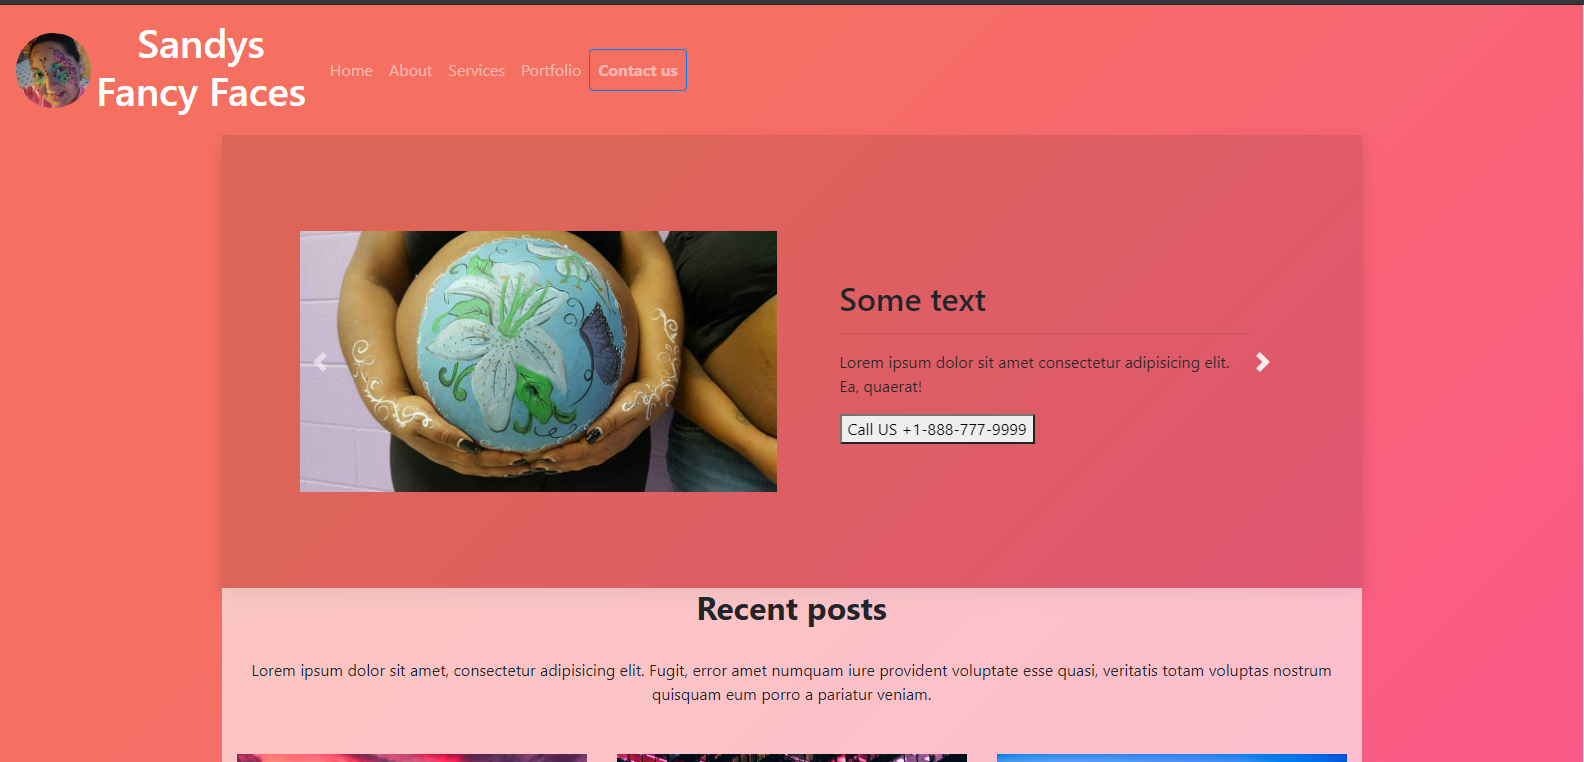 Sandys
Fancy Faces
Home About Services Portfolio Contact us
Some text
Lorem ipsum dolor sit amet consectetur adipisicing elit.
Ea, quaerat!
Call US +1-888-777-9999
Recent posts
Lorem ipsum dolor sit amet, consectetur adipisicing elit. Fugit, error amet numquam iure provident voluptate esse quasi, veritatis totam voluptas nostrum
quisquam eum porro a pariatur veniam.